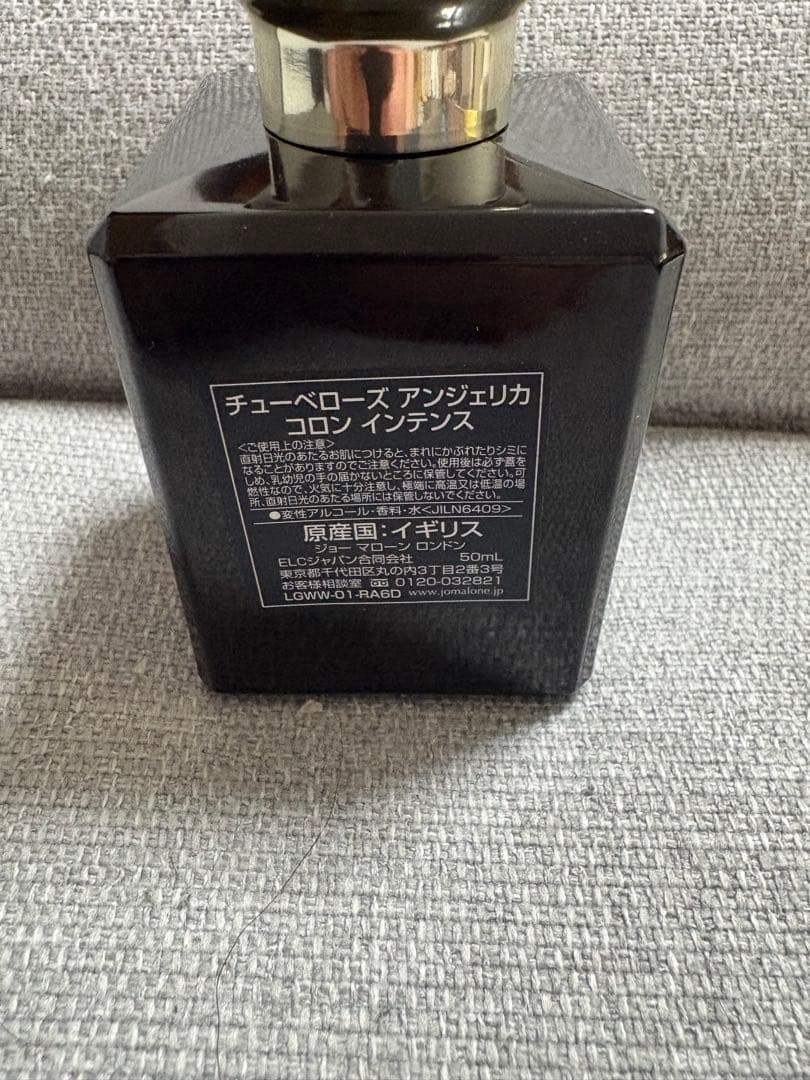 チューベローズ アンジェリカ
コロン インテンス
<ご使用上の注意>
直射日光のあたるお肌につけると、まれにかぶれたりシミに
なることがありますのでご注意ください。使用後は必ず蓋を
しめ、乳幼児の手の届かないところに保管してください。可
燃性なので、火気に十分注意し、極端に高温又は低温の場
所、直射日光のあたる場所には保管しないでください。
●変性アルコール・香料・水<JILN6409>
原産国:イギリス
ジョー マローン ロンドン
ELCジャパン合同会社 50mL
東京都千代田区丸の内3丁目2番3号
お客様相談室 0120-032821
LGWW-01-RA6D www.jomalone.jp